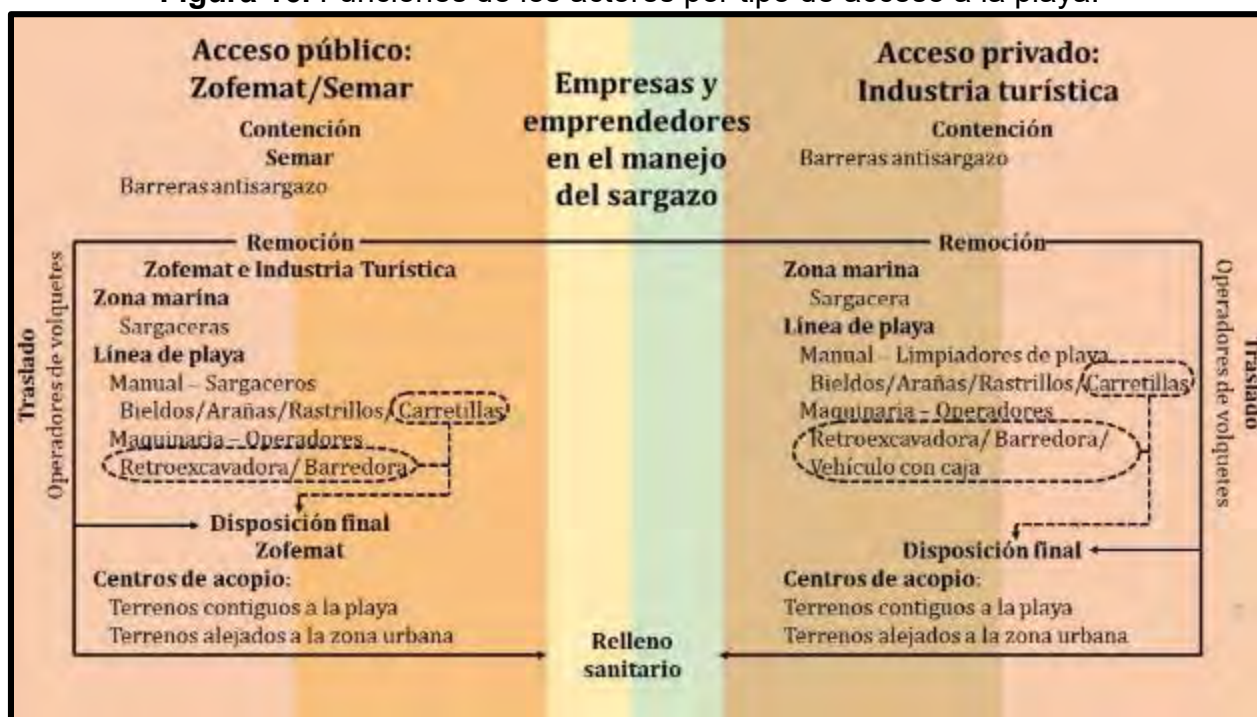 Funciones de los actores por tipo de acceso a la playa.
Acceso público:
Zofemat/Semar
Contención
Semar
Barreras antisargazo
Empresas y
emprendedores
en el manejo
del sargazo
Acceso privado:
Industria turística
Contención
Barreras antisargazo
Traslado
Operadores de volquetes
Remoción
Zofemat e Industria Turística
Zona marina
Sargaceras
Línea de playa
Manual – Sargaceros
Bieldos/Arañas/Rastrillos/Carretillas
Maquinaria – Operadores
Retroexcavadora/ Barredora
Disposición final
Zofemat
Centros de acopio:
Terrenos contiguos a la playa
Terrenos alejados a la zona urbana
Relleno
sanitario
Remoción
Zona marina
Sargacera
Línea de playa
Manual – Limpiadores de playa
Bieldos/Arañas/Rastrillos/Carretillas
Maquinaria – Operadores
Retroexcavadora/ Barredora/
Vehículo con caja
Disposición final
Centros de acopio:
Terrenos contiguos a la playa
Terrenos alejados a la zona urbana
Operadores de volquetes
Traslado